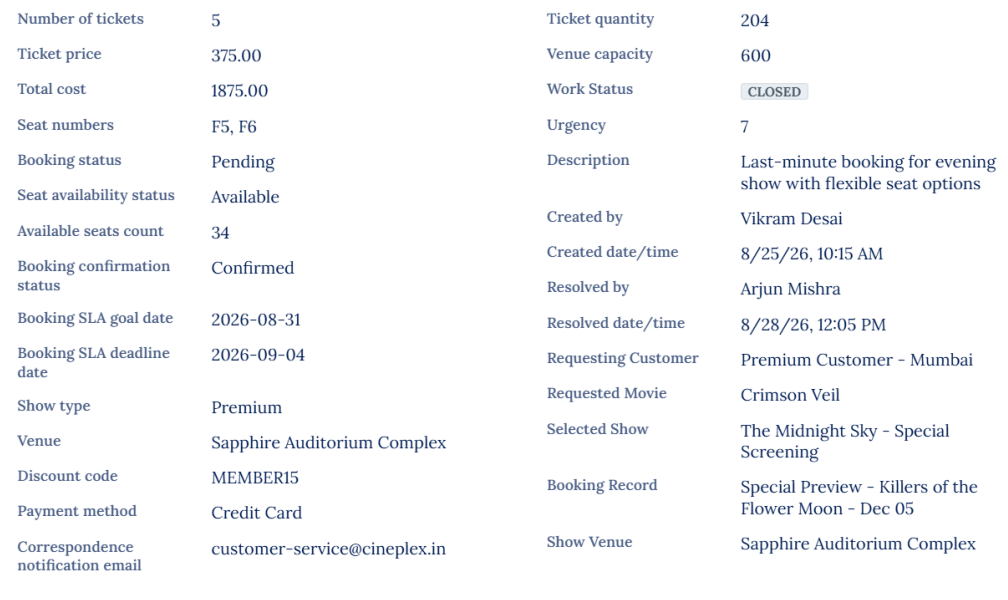 Number of tickets 5
Ticket price 375.00
Total cost 1875.00
Seat numbers F5, F6
Booking status Pending
Seat availability status Available
Available seats count 34
Booking confirmation Confirmed
status
Booking SLA goal date 2026-08-31
Booking SLA deadline 2026-09-04
date
Show type Premium
Venue Sapphire Auditorium Complex
Discount code MEMBER15
Payment method Credit Card
Correspondence customer-service@cineplex.in
notification email
Ticket quantity 204
Venue capacity 600
Work Status CLOSED
Urgency 7
Description Last-minute booking for evening
show with flexible seat options
Created by Vikram Desai
Created date/time 8/25/26, 10:15 AM
Resolved by Arjun Mishra
Resolved date/time 8/28/26, 12:05 PM
Requesting Customer Premium Customer - Mumbai
Requested Movie Crimson Veil
Selected Show The Midnight Sky - Special
Screening
Booking Record Special Preview - Killers of the
Flower Moon - Dec 05
Show Venue Sapphire Auditorium Complex